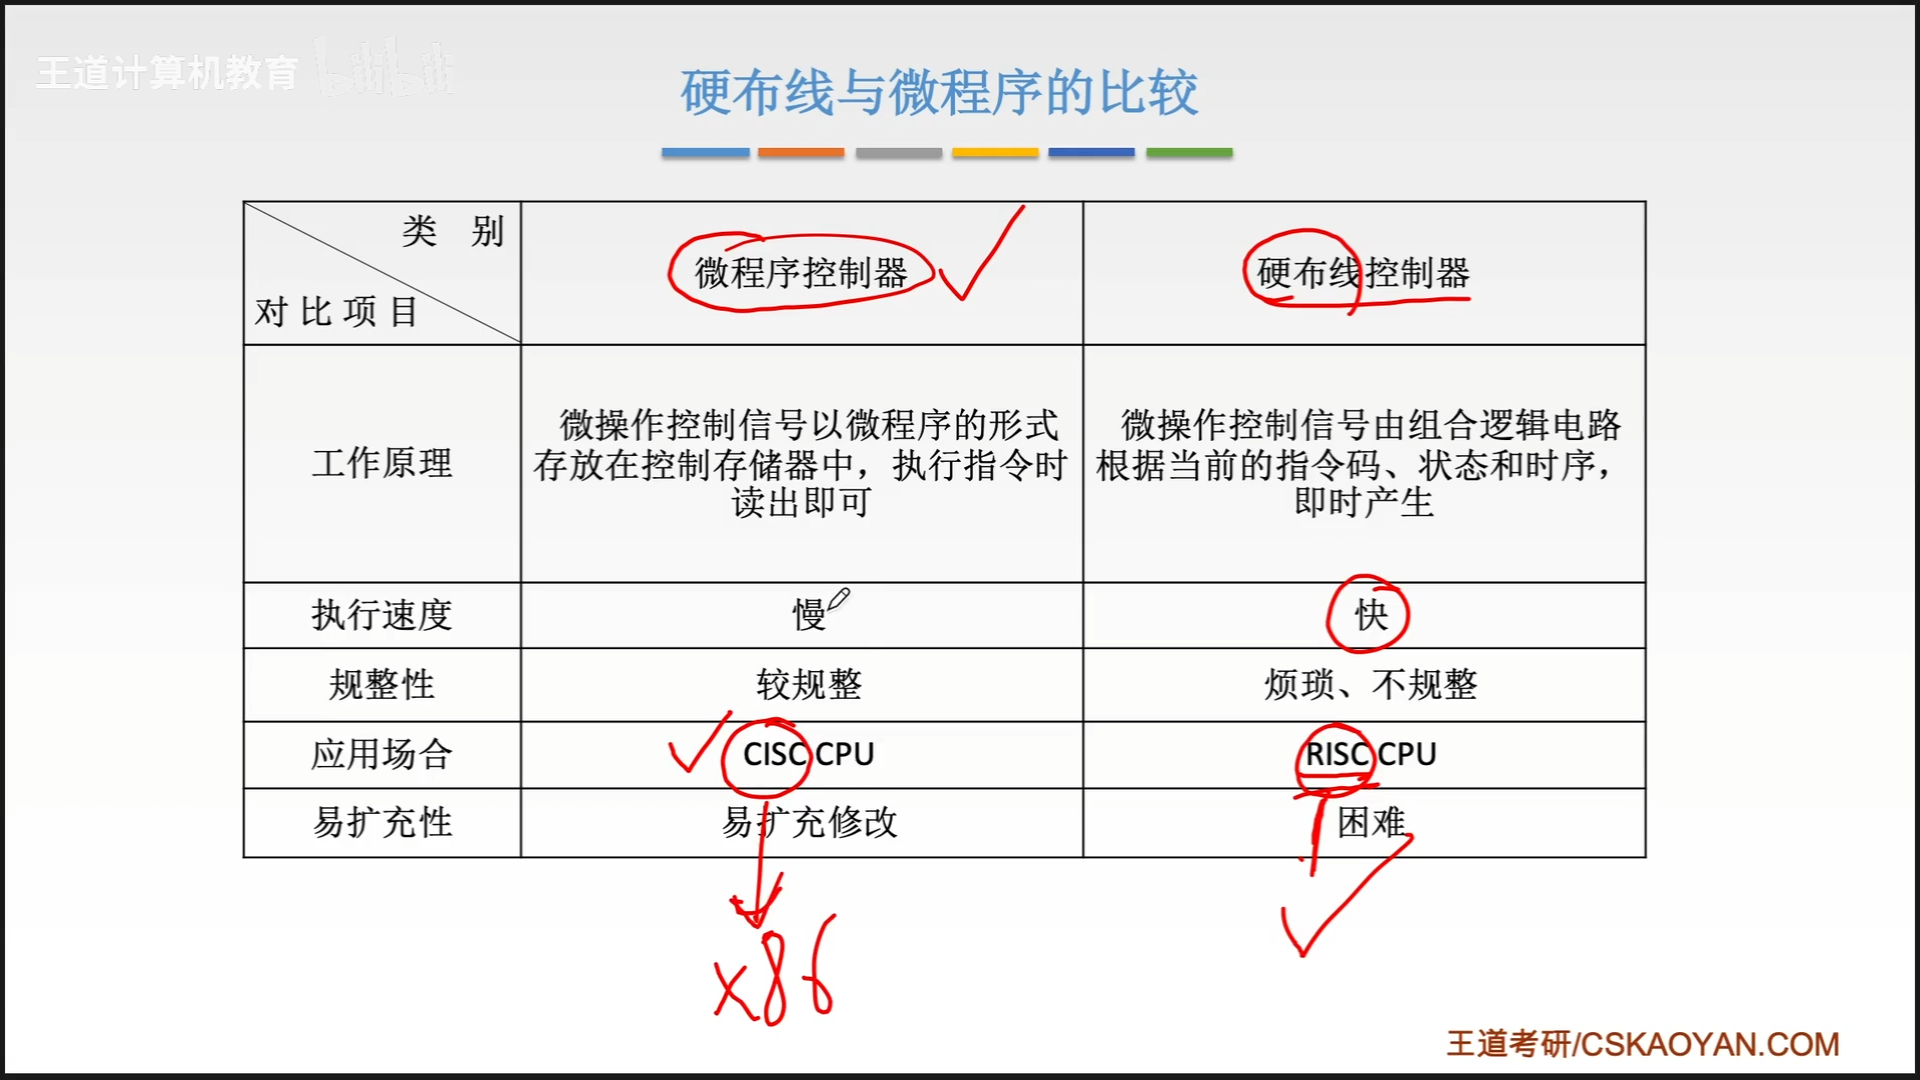 王道计算机教育 bilibili
硬布线与微程序的比较
类 别
对比项目
微程序控制器
硬布线控制器
工作原理
微操作控制信号以微程序的形式
存放在控制存储器中，执行指令时
读出即可
微操作控制信号由组合逻辑电路
根据当前的指令码、状态和时序，
即时产生
执行速度
慢
快
规整性
较规整
烦琐、不规整
应用场合
CISC CPU
RISC CPU
易扩充性
易扩充修改
困难
x86
王道考研/CSKAOYAN.COM